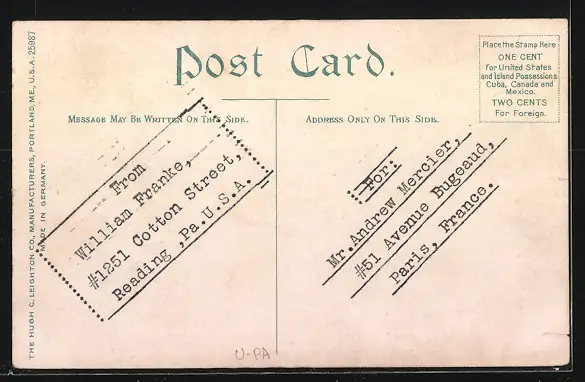 Post Card.
Place the Stamp Here
ONE CENT
for United States
and Island Possessions
Cuba, Canada and
Mexico.
TWO CENTS
For Foreign.
MESSAGE MAY BE WRITTEN ON THIS SIDE.
ADDRESS ONLY ON THIS SIDE.
From
William Franke,
#1251 Cotton Street,
Reading ,Pa.U.S.A.
For:
Mr.Andrew Mercier,
#51 Avenue Bugeaud,
Paris, France.
THE HUGH C. LEIGHTON CO., MANUFACTURERS, PORTLAND, ME., U.S.A. 25987
MADE IN GERMANY.
U-PA